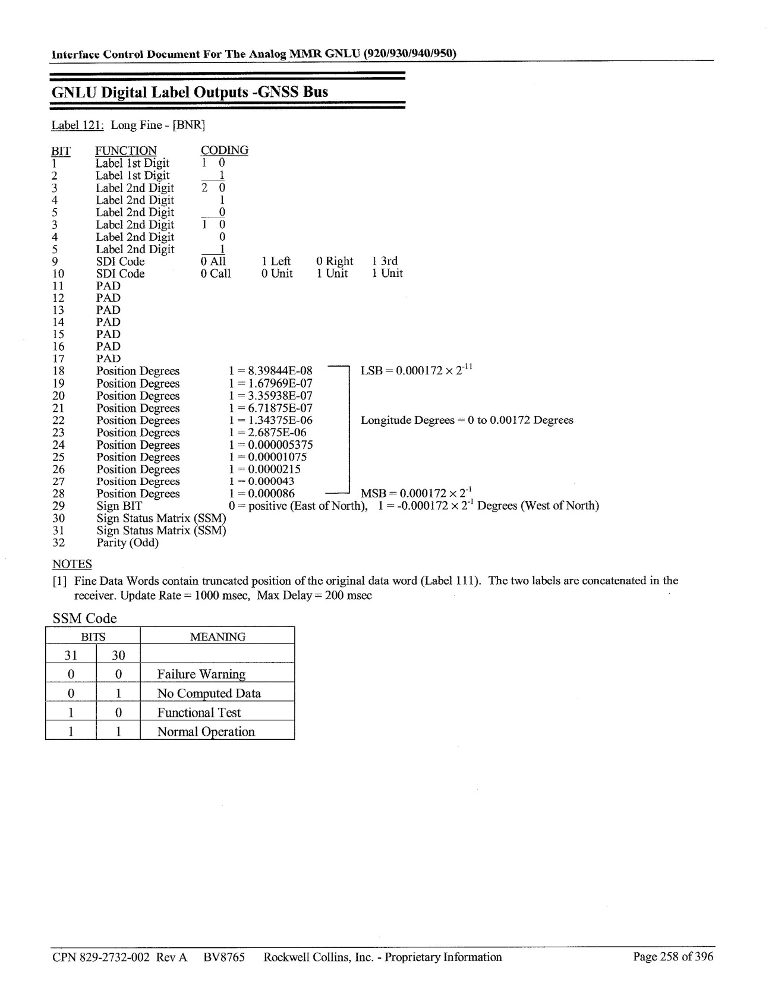 Interface Control Document For The Analog MMR GNLU (920/930/940/950)
GNLU Digital Label Outputs -GNSS Bus
Label 121: Long Fine - [BNR]
BIT FUNCTION CODING
1 Label 1st Digit 1 0
2 Label 1st Digit 1
3 Label 2nd Digit 2 0
4 Label 2nd Digit 1
5 Label 2nd Digit 0
3 Label 2nd Digit 1 0
4 Label 2nd Digit 0
5 Label 2nd Digit 1
9 SDI Code 0 All 1 Left 0 Right 1 3rd
10 SDI Code 0 Call 0 Unit 1 Unit 1 Unit
11 PAD
12 PAD
13 PAD
14 PAD
15 PAD
16 PAD
17 PAD
18 Position Degrees 1 = 8.39844E-08 LSB = 0.000172 × 2⁻¹¹
19 Position Degrees 1 = 1.67969E-07
20 Position Degrees 1 = 3.35938E-07
21 Position Degrees 1 = 6.71875E-07
22 Position Degrees 1 = 1.34375E-06 Longitude Degrees = 0 to 0.00172 Degrees
23 Position Degrees 1 = 2.6875E-06
24 Position Degrees 1 = 0.000005375
25 Position Degrees 1 = 0.00001075
26 Position Degrees 1 = 0.0000215
27 Position Degrees 1 = 0.000043
28 Position Degrees 1 = 0.000086 MSB = 0.000172 × 2⁻¹
29 Sign BIT 0 = positive (East of North), 1 = -0.000172 × 2⁻¹ Degrees (West of North)
30 Sign Status Matrix (SSM)
31 Sign Status Matrix (SSM)
32 Parity (Odd)
NOTES
[1] Fine Data Words contain truncated position of the original data word (Label 111). The two labels are concatenated in the
receiver. Update Rate = 1000 msec, Max Delay = 200 msec
SSM Code
BITS MEANING
31 30
0 0 Failure Warning
0 1 No Computed Data
1 0 Functional Test
1 1 Normal Operation
CPN 829-2732-002 Rev A BV8765 Rockwell Collins, Inc. - Proprietary Information Page 258 of 396